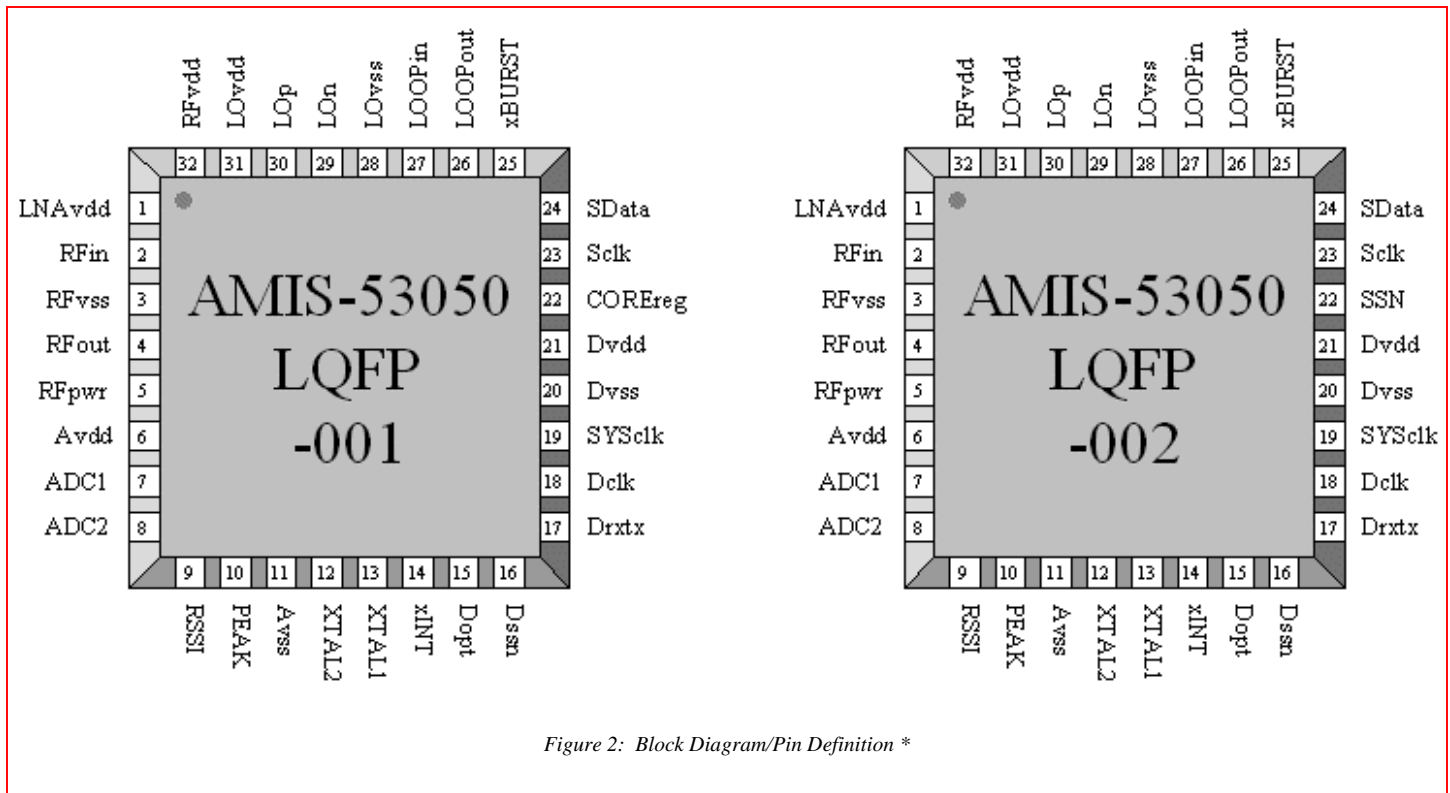 RFvdd LOvdd LOp LOn LOvss LOOPin LOOPout xBURST
32 31 30 29 28 27 26 25
LNAvdd 1
RFin 2
RFvss 3
RFout 4
RFpwr 5
Avdd 6
ADC1 7
ADC2 8
AMIS-53050
LQFP
-001
24 SData
23 Sclk
22 COREreg
21 Dvdd
20 Dvss
19 SYSclk
18 Dclk
17 Drxtx
9 10 11 12 13 14 15 16
RSSI PEAK Avss XTAL2 XTAL1 xINT Dopt Dssn
RFvdd LOvdd LOp LOn LOvss LOOPin LOOPout xBURST
32 31 30 29 28 27 26 25
LNAvdd 1
RFin 2
RFvss 3
RFout 4
RFpwr 5
Avdd 6
ADC1 7
ADC2 8
AMIS-53050
LQFP
-002
24 SData
23 Sclk
22 SSN
21 Dvdd
20 Dvss
19 SYSclk
18 Dclk
17 Drxtx
9 10 11 12 13 14 15 16
RSSI PEAK Avss XTAL2 XTAL1 xINT Dopt Dssn
Figure 2: Block Diagram/Pin Definition *